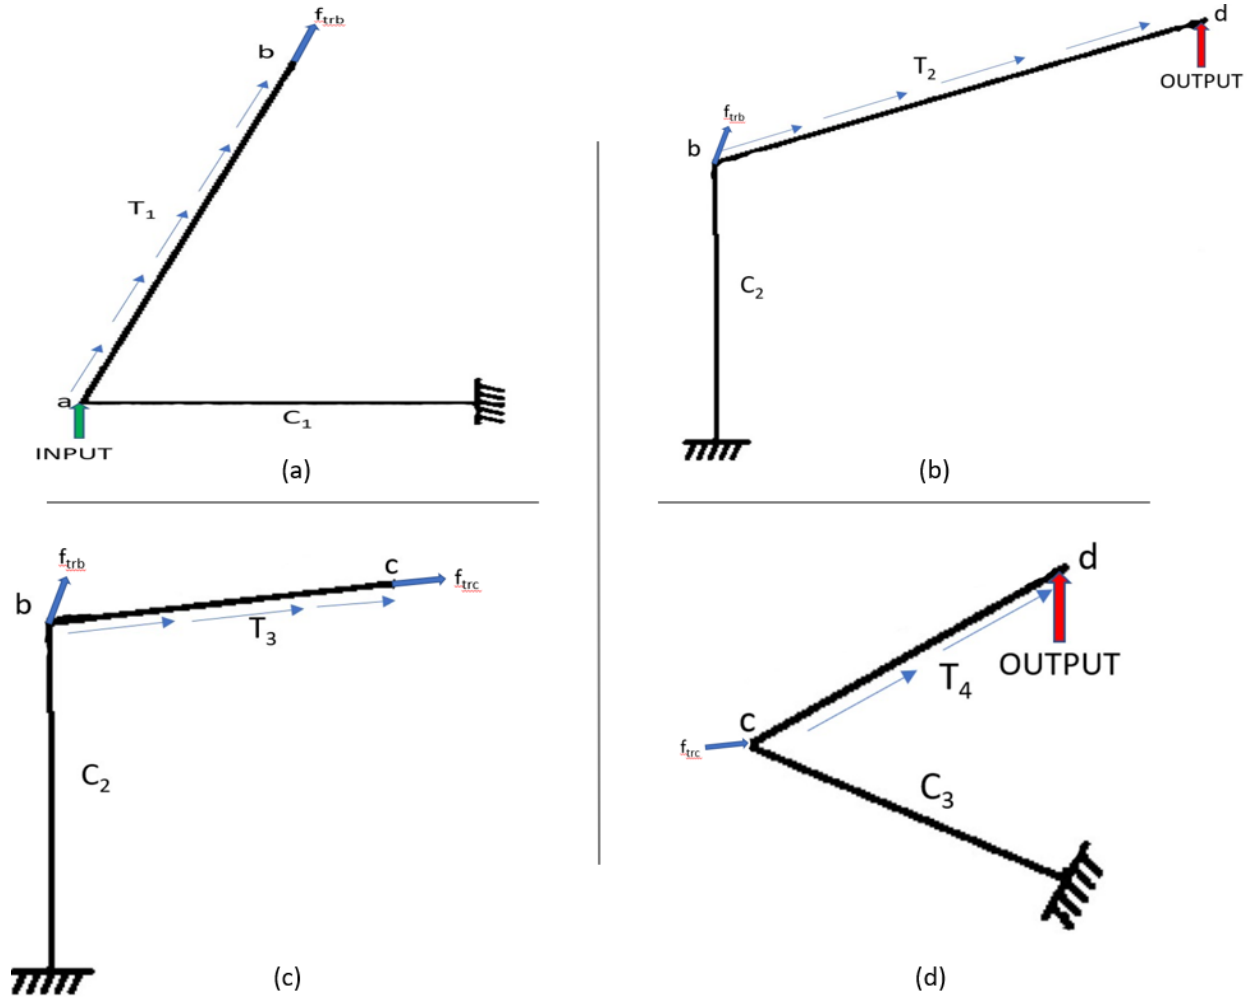 f_trb
b
T_1
a
C_1
INPUT
(a)
d
T_2
OUTPUT
f_trb
b
C_2
(b)
f_trb
c
b
f_trc
T_3
C_2
(c)
d
OUTPUT
T_4
c
f_trc
C_3
(d)